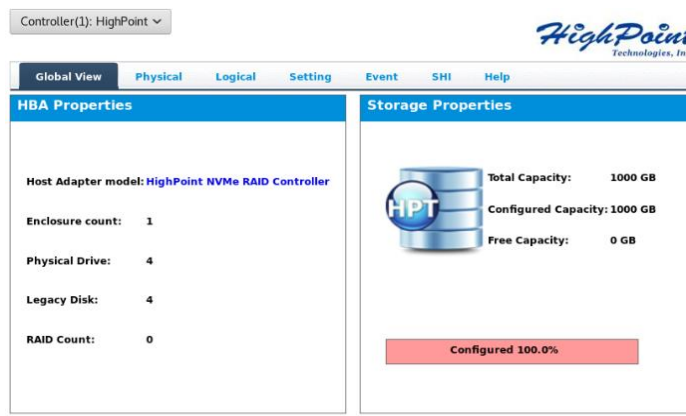 Controller(1): HighPoint
HighPoint
Technologies, In
Global View Physical Logical Setting Event SHI Help
HBA Properties
Host Adapter model: HighPoint NVMe RAID Controller
Enclosure count: 1
Physical Drive: 4
Legacy Disk: 4
RAID Count: 0
Storage Properties
HPT
Total Capacity: 1000 GB
Configured Capacity: 1000 GB
Free Capacity: 0 GB
Configured 100.0%